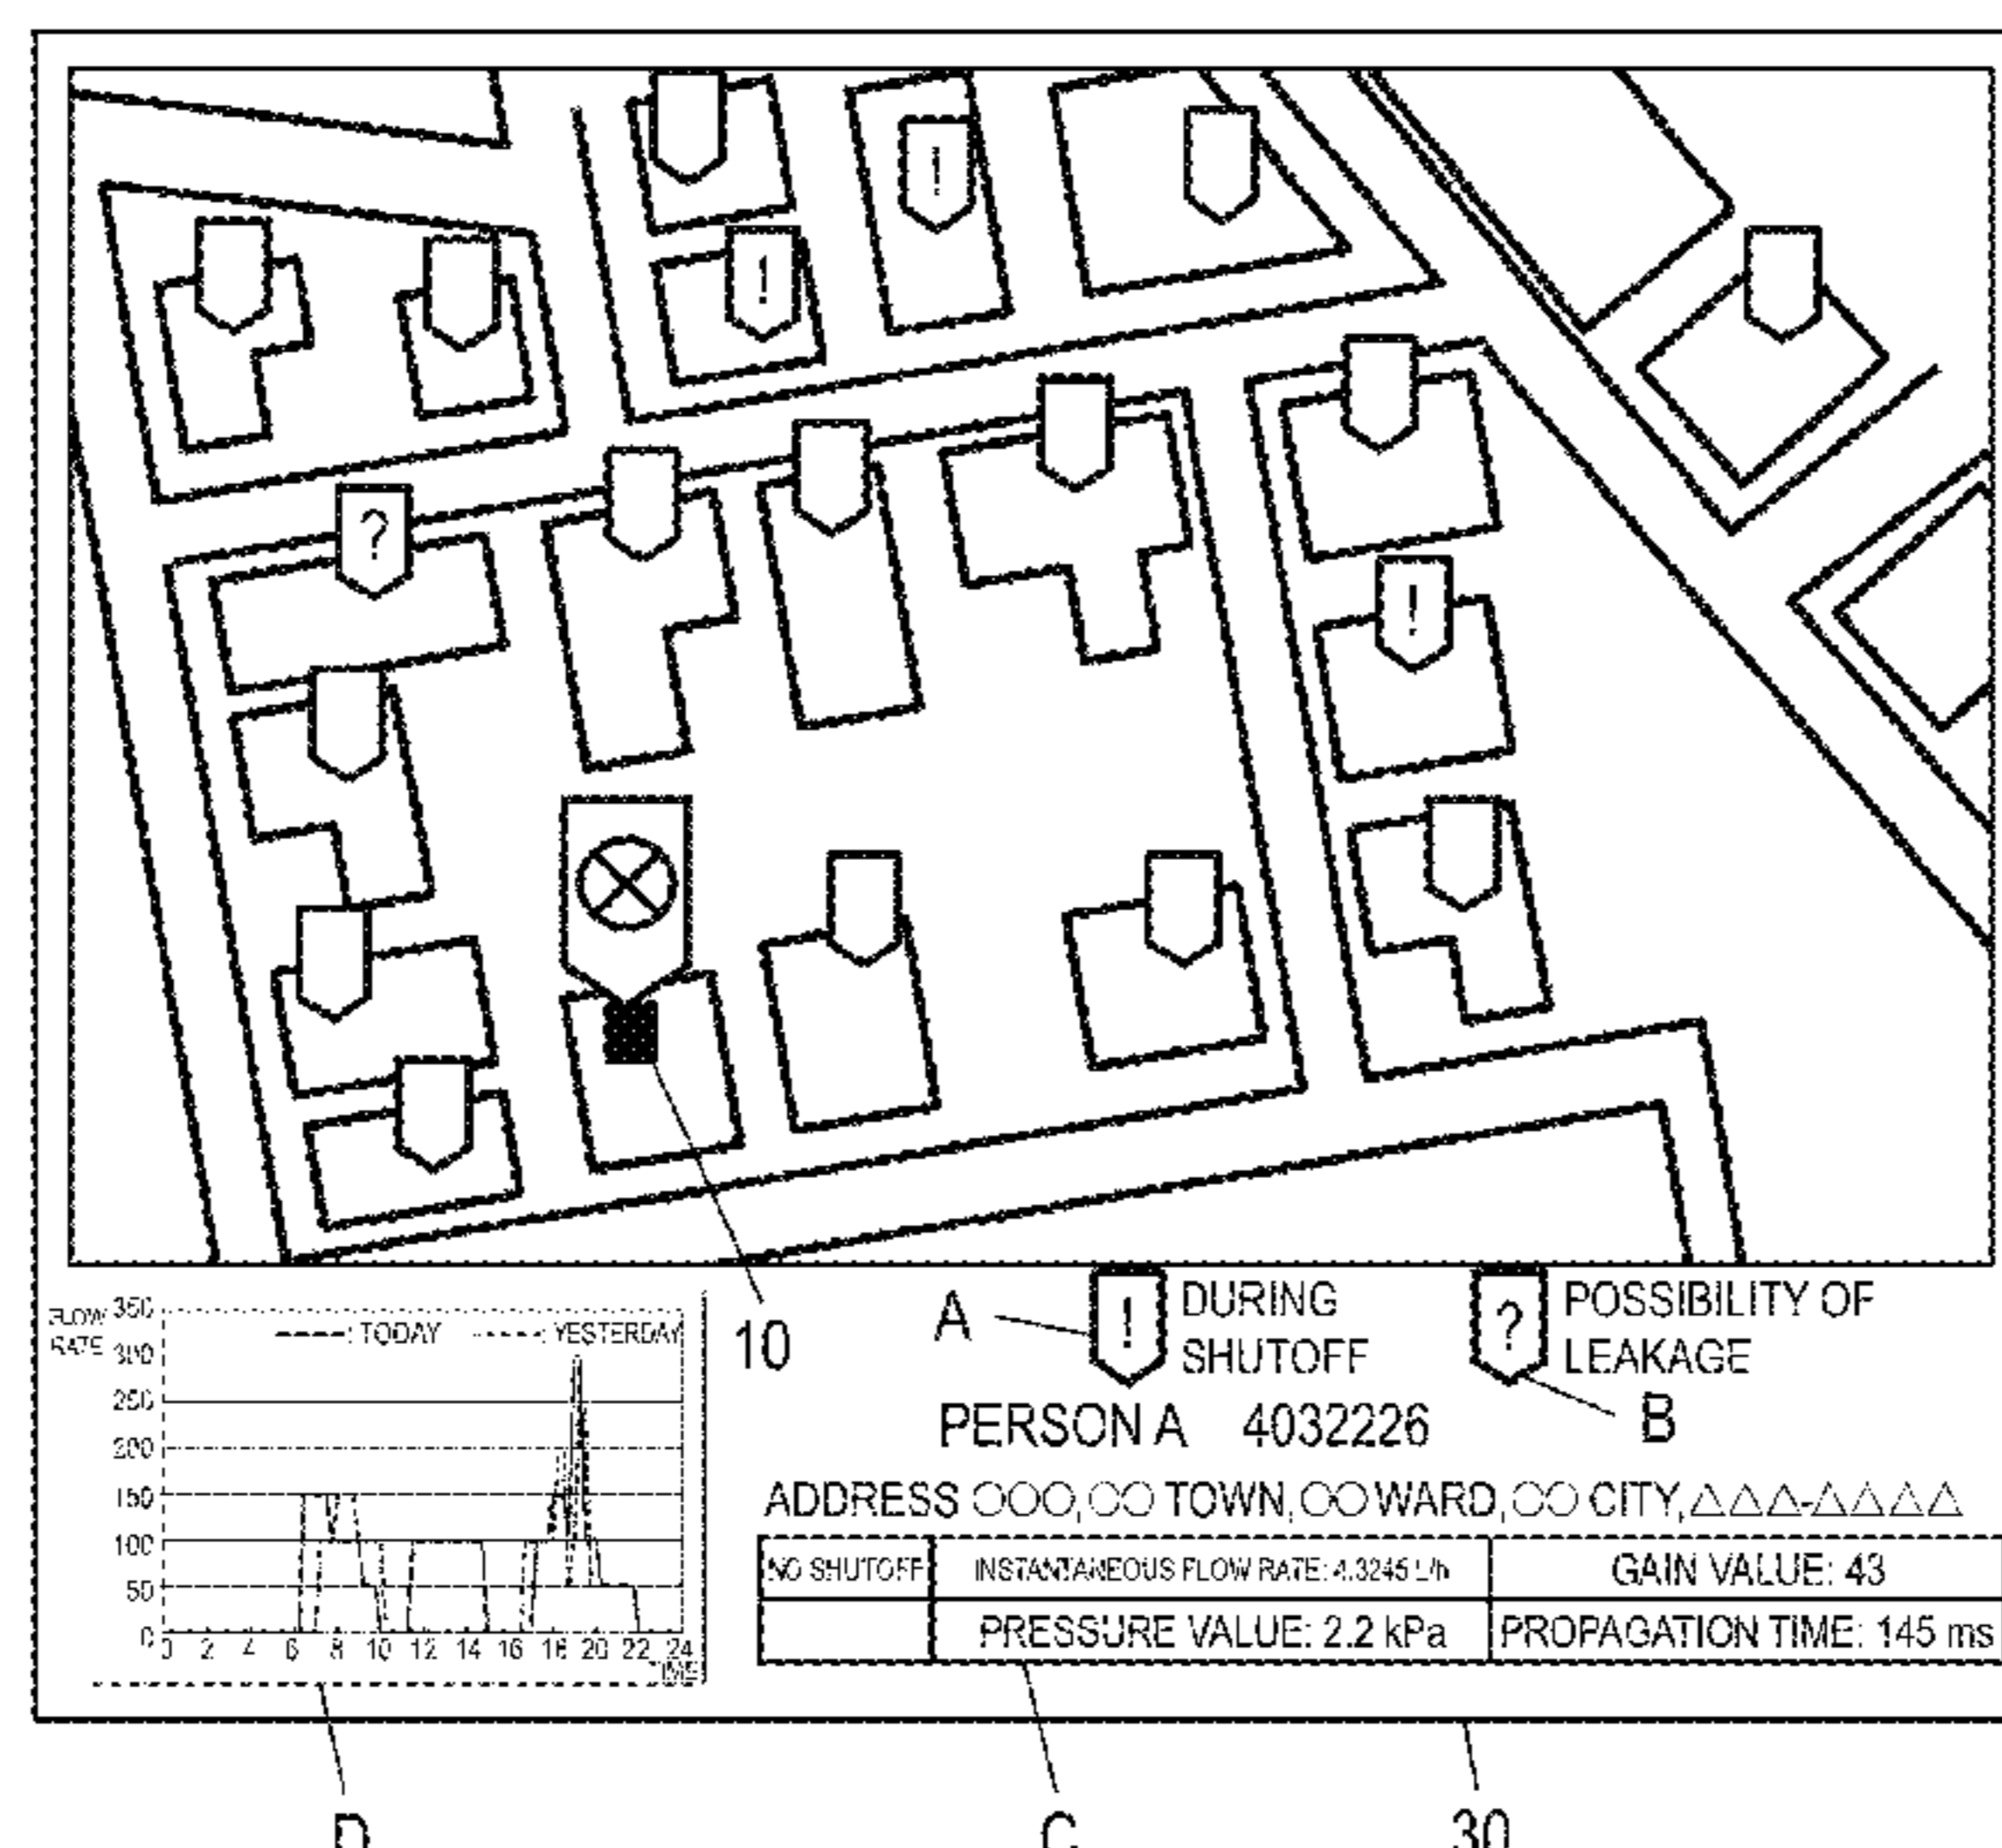 !
!
?
!
FLOW
RATE
350
300
250
200
150
100
50
0
: TODAY : YESTERDAY
0 2 4 6 8 10 12 14 16 18 20 22 24
TIME
10
A
! DURING
SHUTOFF
? POSSIBILITY OF
LEAKAGE
B
PERSON A 4032226
ADDRESS ○○○,○○ TOWN,○○ WARD,○○ CITY,△△△-△△△△
NO SHUTOFF INSTANTANEOUS FLOW RATE: 4.3245 L/h GAIN VALUE: 43
PRESSURE VALUE: 2.2 kPa PROPAGATION TIME: 145 ms
D
C
30